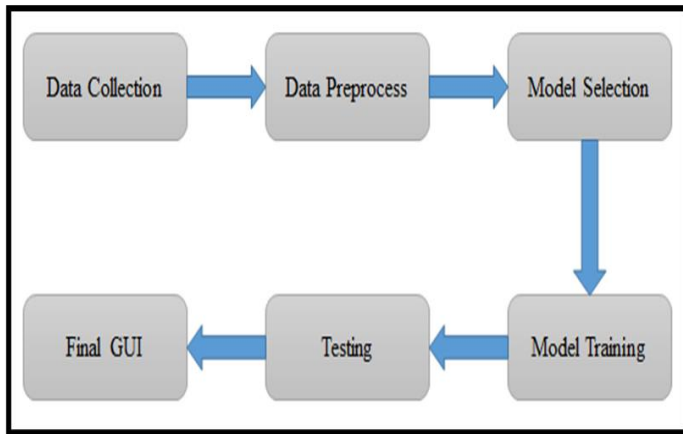 Data Collection
Data Preprocess
Model Selection
Model Training
Testing
Final GUI